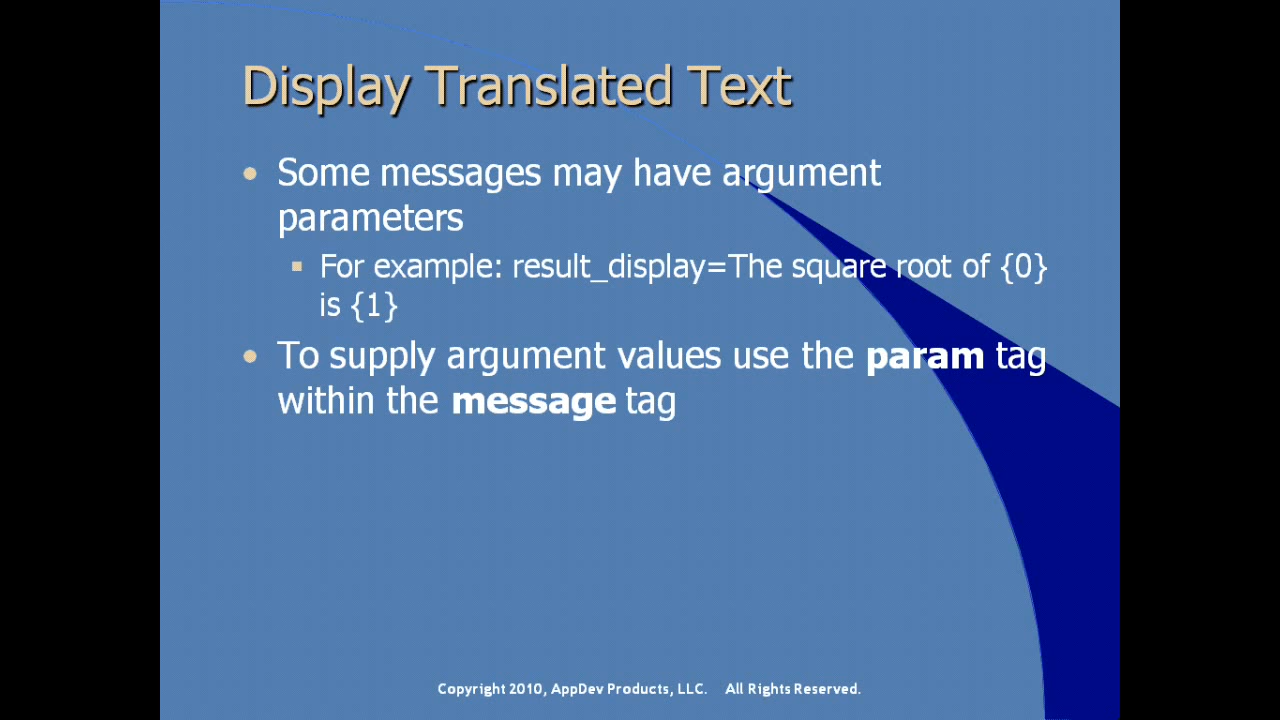 Display Translated Text
• Some messages may have argument
parameters
▪ For example: result_display=The square root of {0}
is {1}
• To supply argument values use the param tag
within the message tag
Copyright 2010, AppDev Products, LLC. All Rights Reserved.